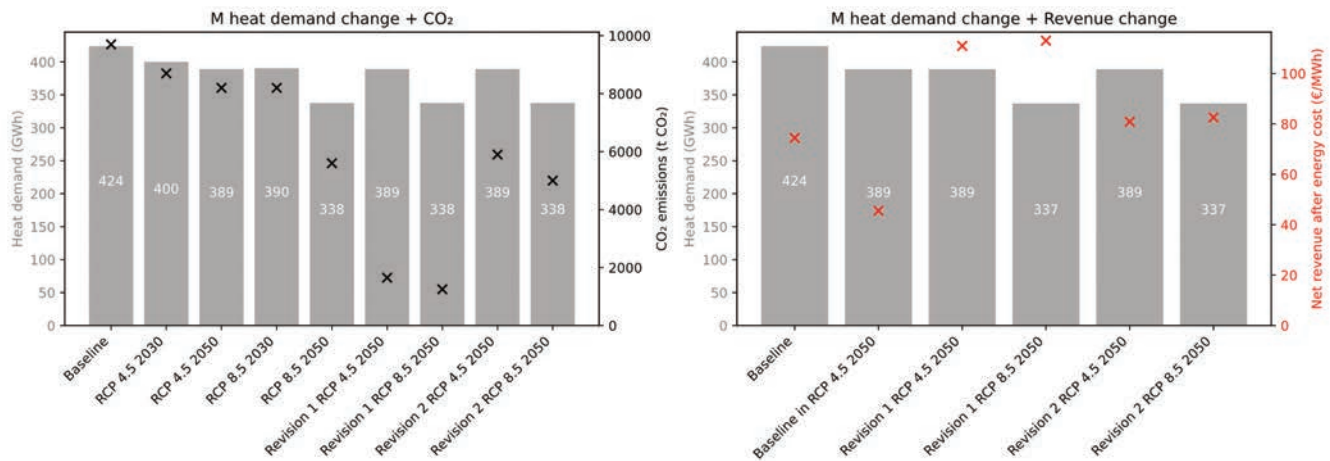 M heat demand change + CO₂
Heat demand (GWh)
400
350
300
250
200
150
100
50
0
424
400
389
390
338
389
338
389
338
10000
8000
6000
4000
2000
0
CO₂ emissions (t CO₂)
Baseline
RCP 4.5 2030
RCP 4.5 2050
RCP 8.5 2030
RCP 8.5 2050
Revision 1 RCP 4.5 2050
Revision 1 RCP 8.5 2050
Revision 2 RCP 4.5 2050
Revision 2 RCP 8.5 2050
M heat demand change + Revenue change
Heat demand (GWh)
400
350
300
250
200
150
100
50
0
424
389
389
337
389
337
100
80
60
40
20
0
Net revenue after energy cost (€/MWh)
Baseline
Baseline in RCP 4.5 2050
Revision 1 RCP 4.5 2050
Revision 1 RCP 8.5 2050
Revision 2 RCP 4.5 2050
Revision 2 RCP 8.5 2050